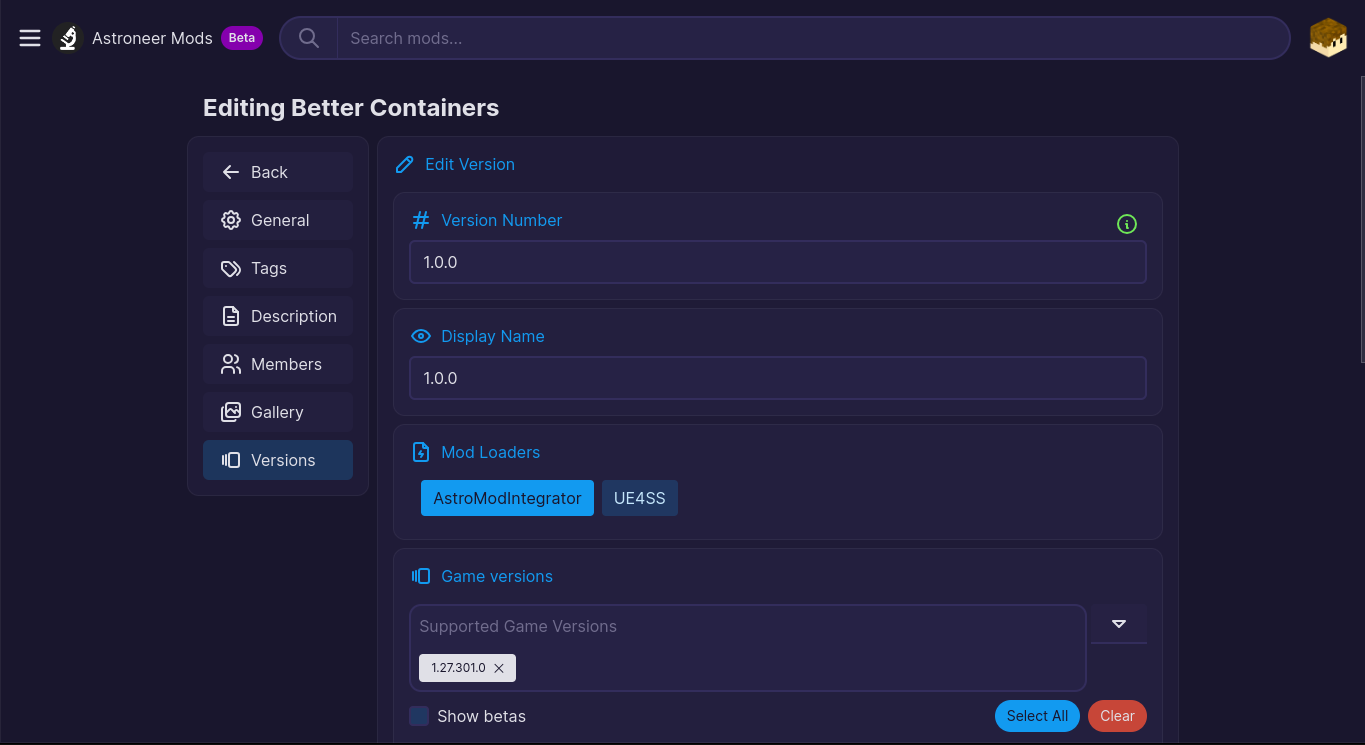 Astroneer Mods Beta
Search mods...
Editing Better Containers
Back
General
Tags
Description
Members
Gallery
Versions
Edit Version
Version Number
1.0.0
Display Name
1.0.0
Mod Loaders
AstroModIntegrator UE4SS
Game versions
Supported Game Versions
1.27.301.0
Show betas
Select All Clear